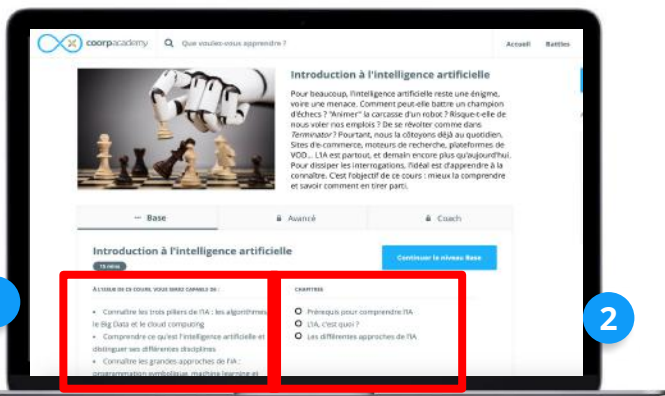 coorpacademy
Que voulez-vous apprendre ?
Accueil
Battles
Introduction à l'intelligence artificielle
Pour beaucoup, l'intelligence artificielle reste une énigme,
voire une menace. Comment peut-elle battre un champion
d'échecs ? "Animer" la carcasse d'un robot ? Risque-t-elle de
nous voler nos emplois ? De se révolter comme dans
Terminator ? Pourtant, nous la côtoyons déjà au quotidien.
Sites d'e-commerce, moteurs de recherche, plateformes de
VOD... L'IA est partout, et demain encore plus qu'aujourd'hui.
Pour dissiper les interrogations, l'idéal est d'apprendre à la
connaître. C'est l'objectif de ce cours : mieux la comprendre
et savoir comment en tirer parti.
Base
Avancé
Coach
Introduction à l'intelligence artificielle
15 mins
Continuer le niveau Base
À L'ISSUE DE CE COURS, VOUS SEREZ CAPABLE DE :
• Connaître les trois piliers de l'IA : les algorithmes,
le Big Data et le cloud computing
• Comprendre ce qu'est l'intelligence artificielle et
distinguer ses différentes disciplines
• Connaître les grandes approches de l'IA :
programmation symbolique, machine learning et
CHAPITRES
Prérequis pour comprendre l'IA
L'IA, c'est quoi ?
Les différentes approches de l'IA
2